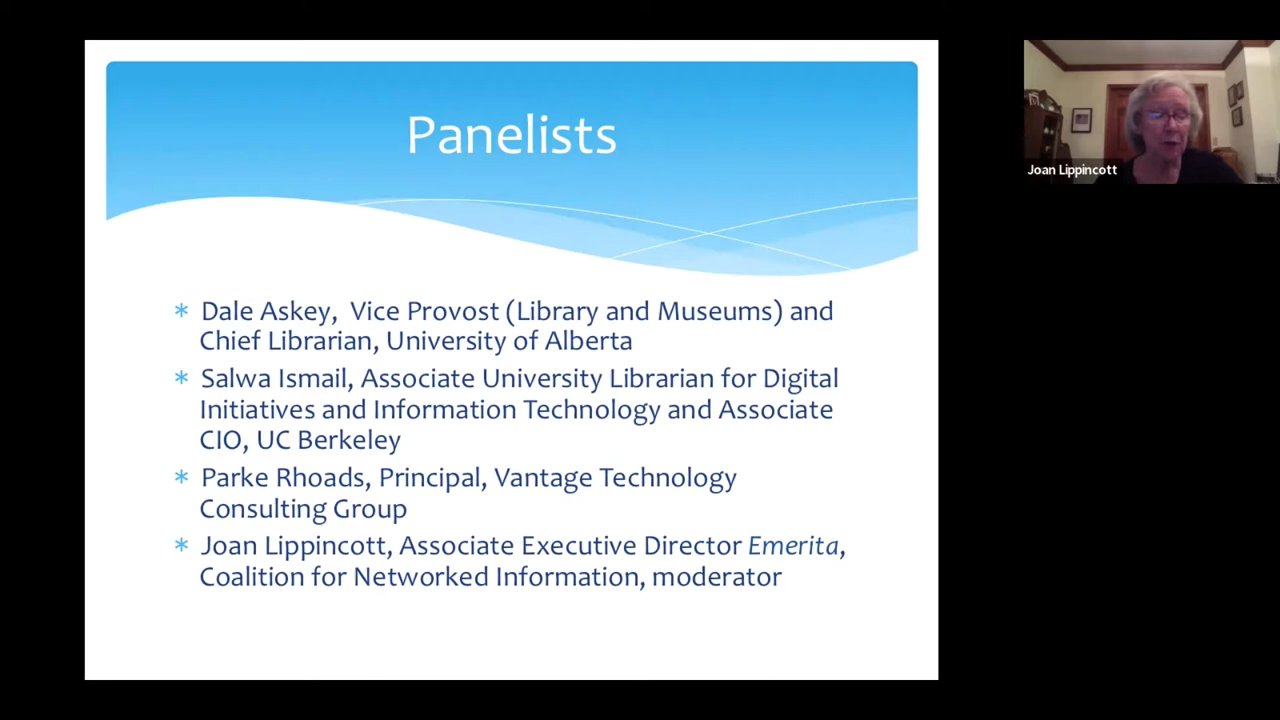 Panelists
* Dale Askey, Vice Provost (Library and Museums) and
Chief Librarian, University of Alberta
* Salwa Ismail, Associate University Librarian for Digital
Initiatives and Information Technology and Associate
CIO, UC Berkeley
* Parke Rhoads, Principal, Vantage Technology
Consulting Group
* Joan Lippincott, Associate Executive Director Emerita,
Coalition for Networked Information, moderator
Joan Lippincott